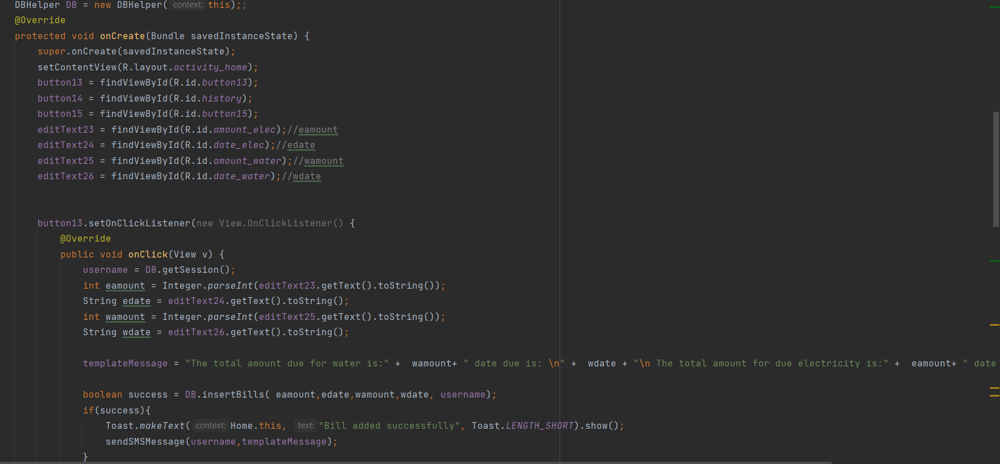 DBHelper DB = new DBHelper( context: this);;
@Override
protected void onCreate(Bundle savedInstanceState) {
super.onCreate(savedInstanceState);
setContentView(R.layout.activity_home);
button13 = findViewById(R.id.button13);
button14 = findViewById(R.id.history);
button15 = findViewById(R.id.button15);
editText23 = findViewById(R.id.amount_elec);//eamount
editText24 = findViewById(R.id.date_elec);//edate
editText25 = findViewById(R.id.amount_water);//wamount
editText26 = findViewById(R.id.date_water);//wdate
button13.setOnClickListener(new View.OnClickListener() {
@Override
public void onClick(View v) {
username = DB.getSession();
int eamount = Integer.parseInt(editText23.getText().toString());
String edate = editText24.getText().toString();
int wamount = Integer.parseInt(editText25.getText().toString());
String wdate = editText26.getText().toString();
templateMessage = "The total amount due for water is:" +  wamount+ " date due is: \n" +  wdate + "\n The total amount for due electricity is:" +  eamount+ " date
boolean success = DB.insertBills( eamount,edate,wamount,wdate, username);
if(success){
Toast.makeText( context: Home.this,  text: "Bill added successfully", Toast.LENGTH_SHORT).show();
sendSMSMessage(username,templateMessage);
}